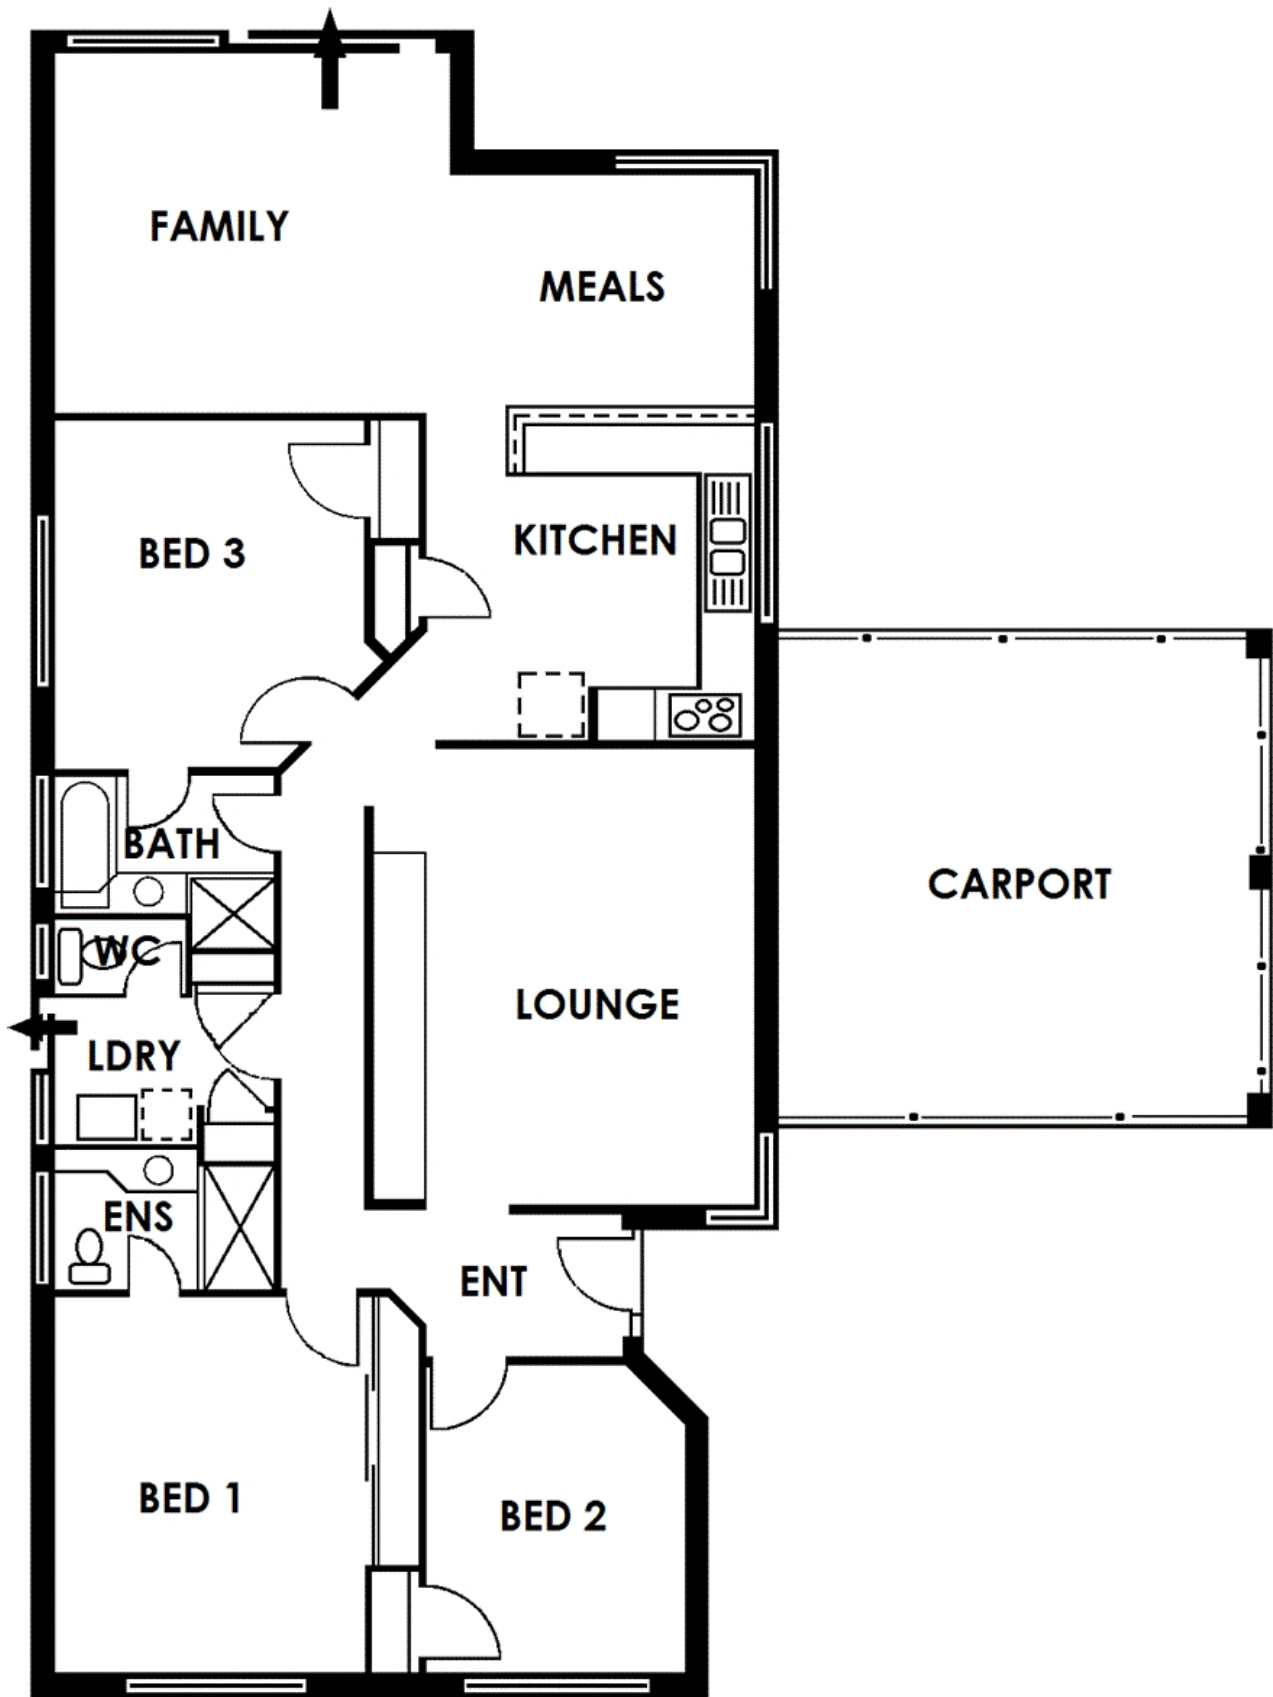 FAMILY
MEALS
BED 3
KITCHEN
BATH
CARPORT
WC
LOUNGE
LDRY
ENS
ENT
BED 1
BED 2